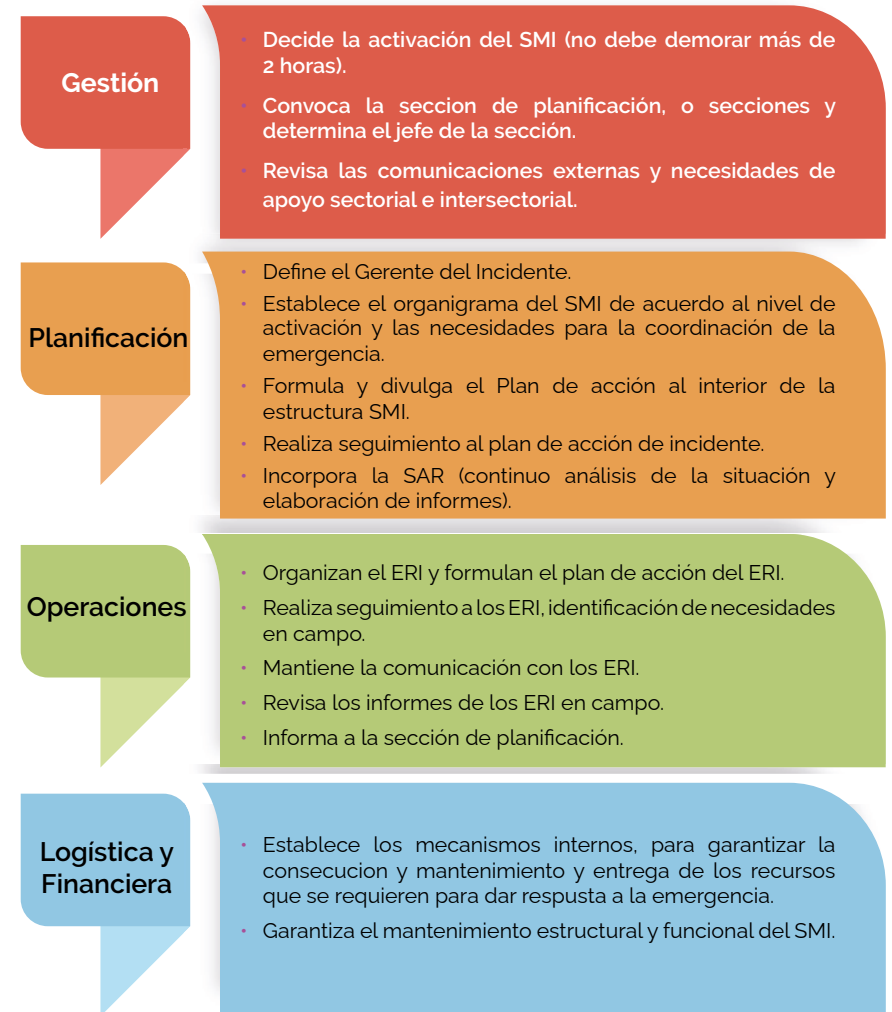 Gestión
• Decide la activación del SMI (no debe demorar más de
2 horas).
• Convoca la seccion de planificación, o secciones y
determina el jefe de la sección.
• Revisa las comunicaciones externas y necesidades de
apoyo sectorial e intersectorial.
Planificación
• Define el Gerente del Incidente.
• Establece el organigrama del SMI de acuerdo al nivel de
activación y las necesidades para la coordinación de la
emergencia.
• Formula y divulga el Plan de acción al interior de la
estructura SMI.
• Realiza seguimiento al plan de acción de incidente.
• Incorpora la SAR (continuo análisis de la situación y
elaboración de informes).
Operaciones
• Organizan el ERI y formulan el plan de acción del ERI.
• Realiza seguimiento a los ERI, identificación de necesidades
en campo.
• Mantiene la comunicación con los ERI.
• Revisa los informes de los ERI en campo.
• Informa a la sección de planificación.
Logística y
Financiera
• Establece los mecanismos internos, para garantizar la
consecucion y mantenimiento y entrega de los recursos
que se requieren para dar respusta a la emergencia.
• Garantiza el mantenimiento estructural y funcional del SMI.